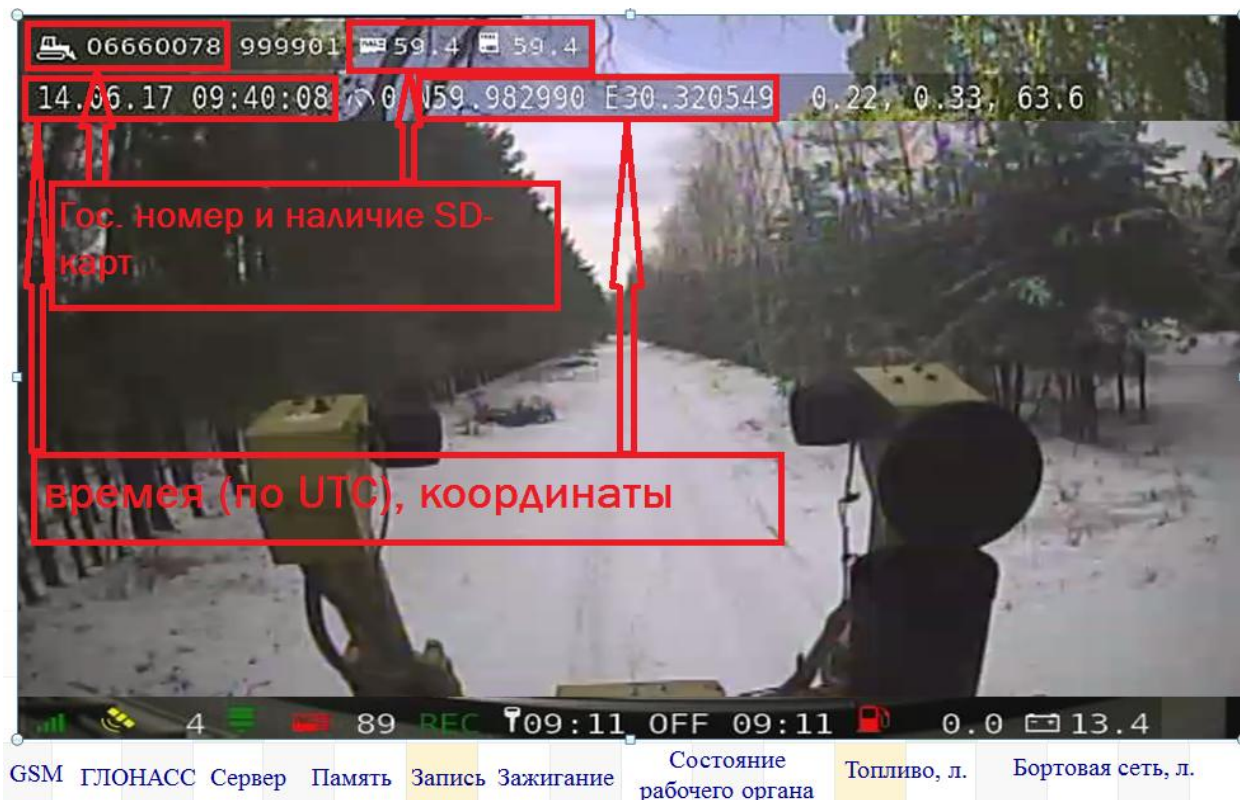 06660078 999901 59.4 59.4
14.06.17 09:40:08 0 N59.982990 E30.320549 0.22, 0.33, 63.6
Гос. номер и наличие SD-
карт
времея (по UTC), координаты
4 89 REC 09:11 OFF 09:11 0.0 13.4
GSM ГЛОНАСС Сервер Память Запись Зажигание Состояние
рабочего органа Топливо, л. Бортовая сеть, л.